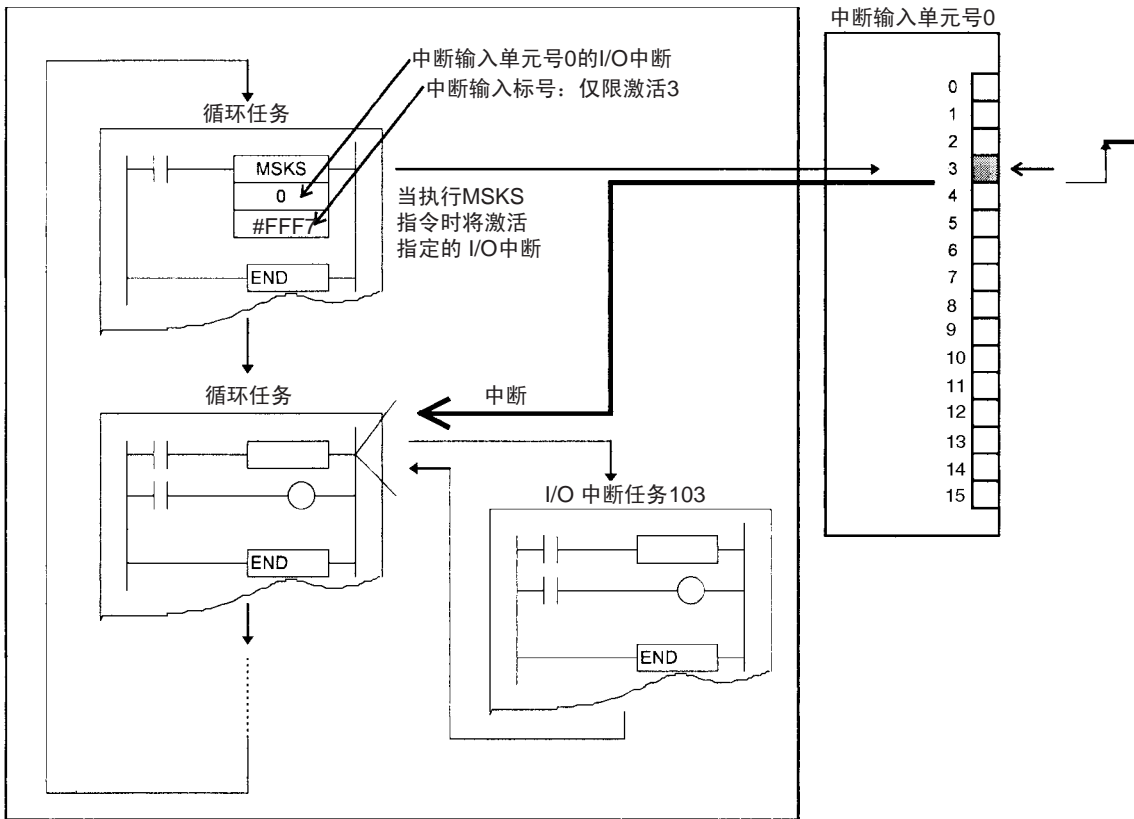 中断输入单元号0
中断输入单元号0的I/O中断
中断输入标号：仅限激活3
循环任务
MSKS
0
#FFF7
当执行MSKS
指令时将激活
指定的 I/O中断
END
循环任务
中断
END
I/O 中断任务103
END
0
1
2
3
4
5
6
7
8
9
10
11
12
13
14
15